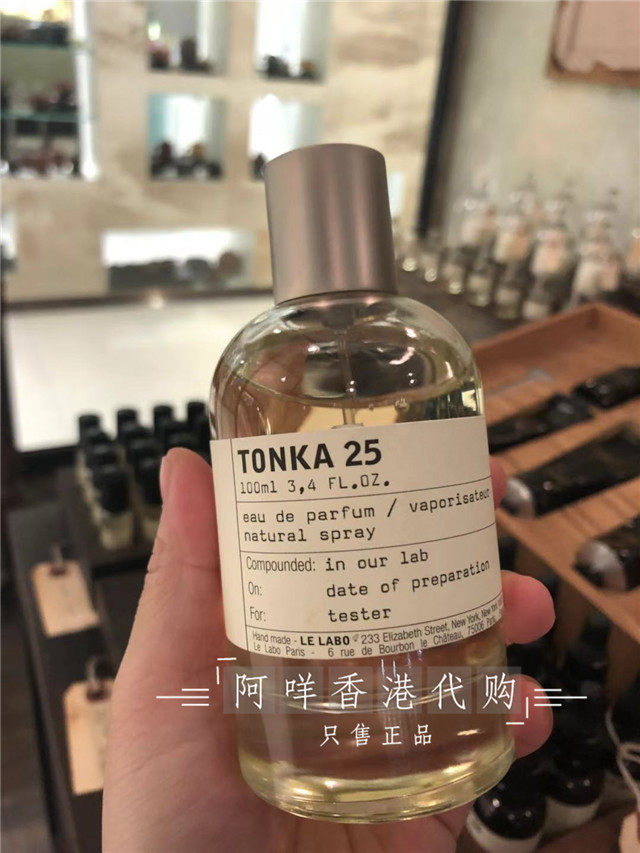 TONKA 25
100ml 3,4 FL.OZ.
eau de parfum / vaporisateur
natural spray
Compounded: in our lab
On: date of preparation
For: tester
Hand made - LE LABO 233 Elizabeth Street, New York, New York
Le Labo Paris - 6 rue de Bourbon le Château, 75006 Paris
阿咩香港代购
只售正品